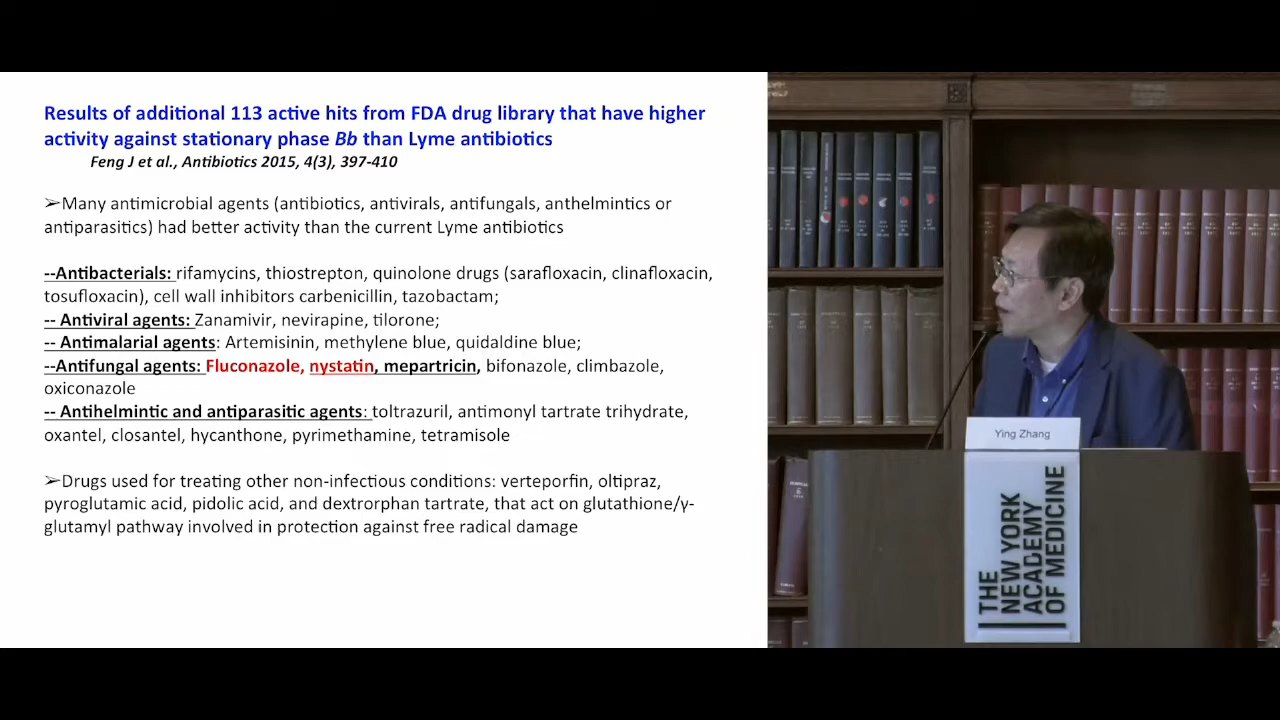 Results of additional 113 active hits from FDA drug library that have higher
activity against stationary phase Bb than Lyme antibiotics
Feng J et al., Antibiotics 2015, 4(3), 397-410
➢Many antimicrobial agents (antibiotics, antivirals, antifungals, anthelmintics or
antiparasitics) had better activity than the current Lyme antibiotics
--Antibacterials: rifamycins, thiostrepton, quinolone drugs (sarafloxacin, clinafloxacin,
tosufloxacin), cell wall inhibitors carbenicillin, tazobactam;
-- Antiviral agents: Zanamivir, nevirapine, tilorone;
-- Antimalarial agents: Artemisinin, methylene blue, quidaldine blue;
--Antifungal agents: Fluconazole, nystatin, mepartricin, bifonazole, climbazole,
oxiconazole
-- Antihelmintic and antiparasitic agents: toltrazuril, antimonyl tartrate trihydrate,
oxantel, closantel, hycanthone, pyrimethamine, tetramisole
➢Drugs used for treating other non-infectious conditions: verteporfin, oltipraz,
pyroglutamic acid, pidolic acid, and dextrorphan tartrate, that act on glutathione/γ-
glutamyl pathway involved in protection against free radical damage
Ying Zhang
THE
NEW YORK
ACADEMY
OF MEDICINE